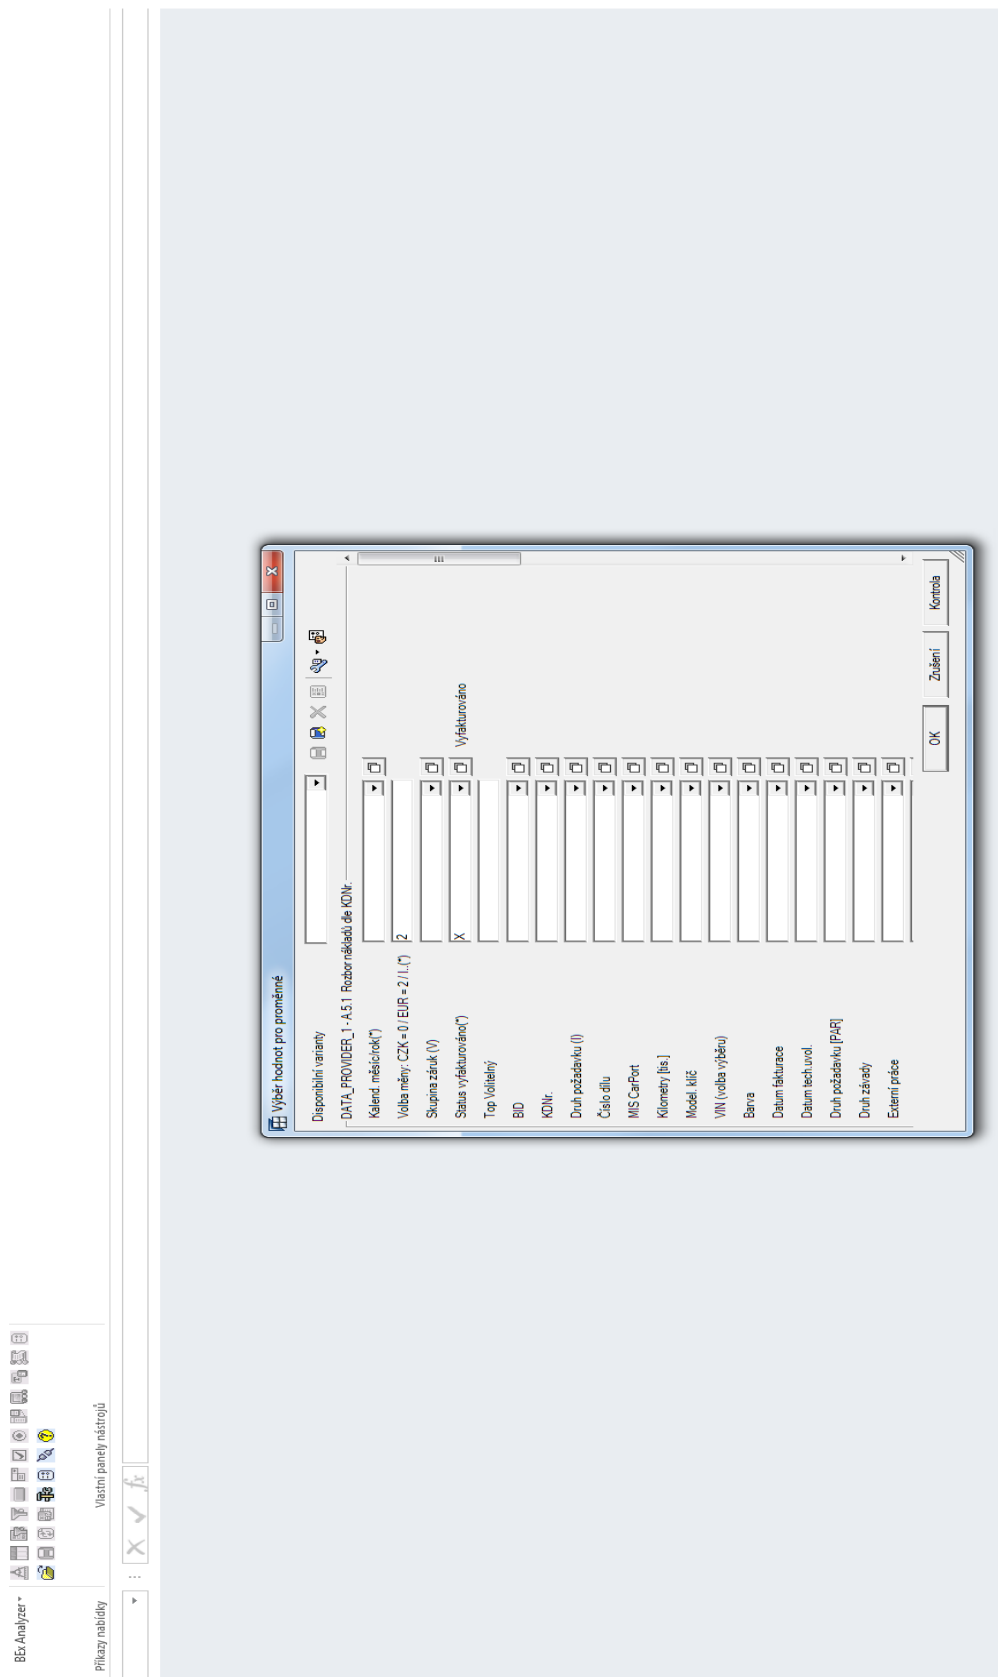 BEx Analyzer
Příkazy nabídky
Vlastní panely nástrojů
fx
Výběr hodnot pro proměnné
Disponibilní varianty
DATA_PROVIDER_1 - A.5.1 Rozbor nákladů dle KDNr.
Kalend. měsíc/rok(*)
Volba měny: CZK = 0 / EUR = 2 / I..(*) 2
Skupina záruk (V)
Status vyfakturováno(*) X Vyfakturováno
Top Volitelný
BID
KDNr.
Druh požadavku (I)
Číslo dílu
MIS CarPort
Kilometry [tis.]
Model. klíč
VIN (volba výběru)
Barva
Datum fakturace
Datum tech.uvol.
Druh požadavku [PAR]
Druh závady
Externí práce
OK Zrušení Kontrola